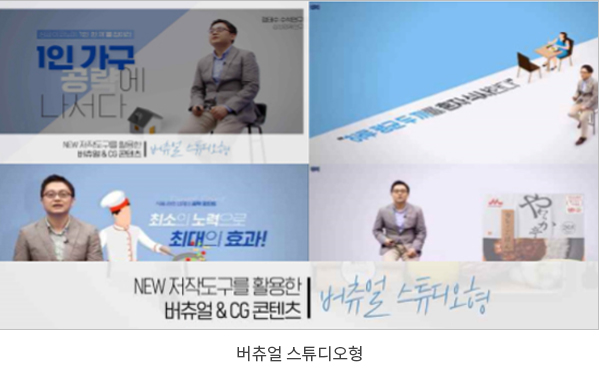 1인 가구
공략에
나서다
NEW 저작도구를 활용한
버츄얼 & CG 콘텐츠
버츄얼 스튜디오형
최소의 노력으로
최대의 효과!
NEW 저작도구를 활용한
버츄얼 & CG 콘텐츠
버츄얼 스튜디오형
버츄얼 스튜디오형